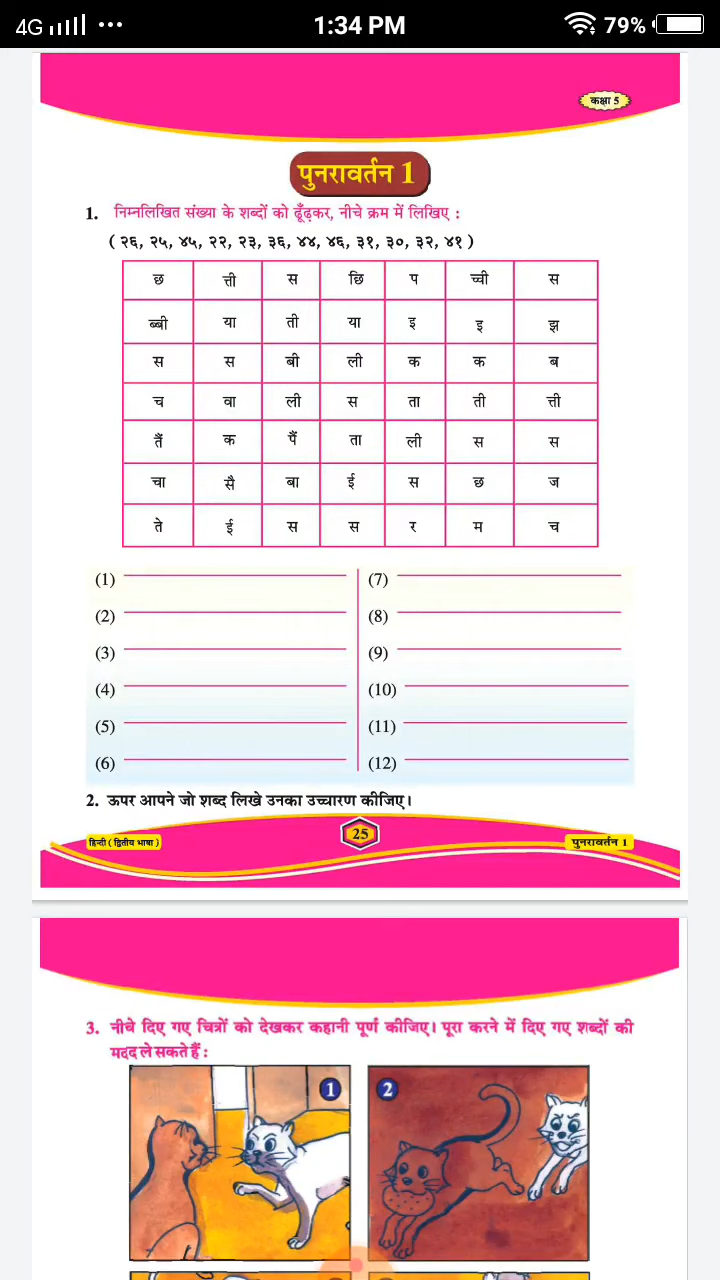 4G 1:34 PM 79%
कक्षा 5
पुनरावर्तन 1
1. निम्नलिखित संख्या के शब्दों को ढूँढ़कर, नीचे क्रम में लिखिए :
( २६, २५, ४५, २२, २३, ३६, ४४, ४६, ३१, ३०, ३२, ४१ )
छ त्ती स छि प च्ची स
ब्बी या ती या इ इ झ
स स बी ली क क ब
च वा ली स ता ती त्ती
तैं क पैं ता ली स स
चा सै बा ई स छ ज
ते ई स स र म च
(1) (7)
(2) (8)
(3) (9)
(4) (10)
(5) (11)
(6) (12)
2. ऊपर आपने जो शब्द लिखे उनका उच्चारण कीजिए।
हिन्दी ( द्वितीय भाषा ) 25 पुनरावर्तन 1
3. नीचे दिए गए चित्रों को देखकर कहानी पूर्ण कीजिए। पूरा करने में दिए गए शब्दों की
मदद ले सकते हैं :
1 2